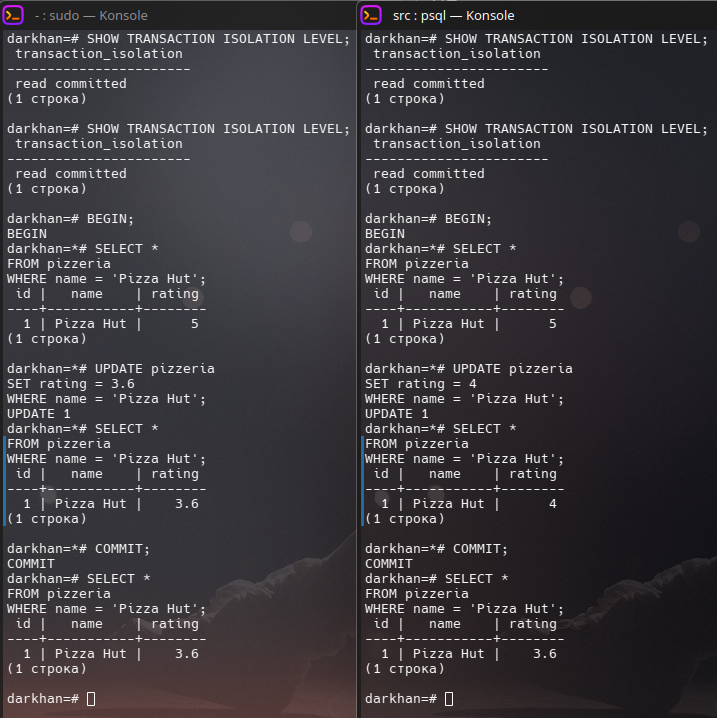 - : sudo — Konsole
darkhan=# SHOW TRANSACTION ISOLATION LEVEL;
 transaction_isolation
-----------------------
 read committed
(1 строка)
darkhan=# SHOW TRANSACTION ISOLATION LEVEL;
 transaction_isolation
-----------------------
 read committed
(1 строка)
darkhan=# BEGIN;
BEGIN
darkhan=*# SELECT *
FROM pizzeria
WHERE name = 'Pizza Hut';
 id |   name    | rating
----+-----------+--------
  1 | Pizza Hut |      5
(1 строка)
darkhan=*# UPDATE pizzeria
SET rating = 3.6
WHERE name = 'Pizza Hut';
UPDATE 1
darkhan=*# SELECT *
FROM pizzeria
WHERE name = 'Pizza Hut';
 id |   name    | rating
----+-----------+--------
  1 | Pizza Hut |    3.6
(1 строка)
darkhan=*# COMMIT;
COMMIT
darkhan=# SELECT *
FROM pizzeria
WHERE name = 'Pizza Hut';
 id |   name    | rating
----+-----------+--------
  1 | Pizza Hut |    3.6
(1 строка)
darkhan=#
src : psql — Konsole
darkhan=# SHOW TRANSACTION ISOLATION LEVEL;
 transaction_isolation
-----------------------
 read committed
(1 строка)
darkhan=# SHOW TRANSACTION ISOLATION LEVEL;
 transaction_isolation
-----------------------
 read committed
(1 строка)
darkhan=# BEGIN;
BEGIN
darkhan=*# SELECT *
FROM pizzeria
WHERE name = 'Pizza Hut';
 id |   name    | rating
----+-----------+--------
  1 | Pizza Hut |      5
(1 строка)
darkhan=*# UPDATE pizzeria
SET rating = 4
WHERE name = 'Pizza Hut';
UPDATE 1
darkhan=*# SELECT *
FROM pizzeria
WHERE name = 'Pizza Hut';
 id |   name    | rating
----+-----------+--------
  1 | Pizza Hut |      4
(1 строка)
darkhan=*# COMMIT;
COMMIT
darkhan=# SELECT *
FROM pizzeria
WHERE name = 'Pizza Hut';
 id |   name    | rating
----+-----------+--------
  1 | Pizza Hut |    3.6
(1 строка)
darkhan=#